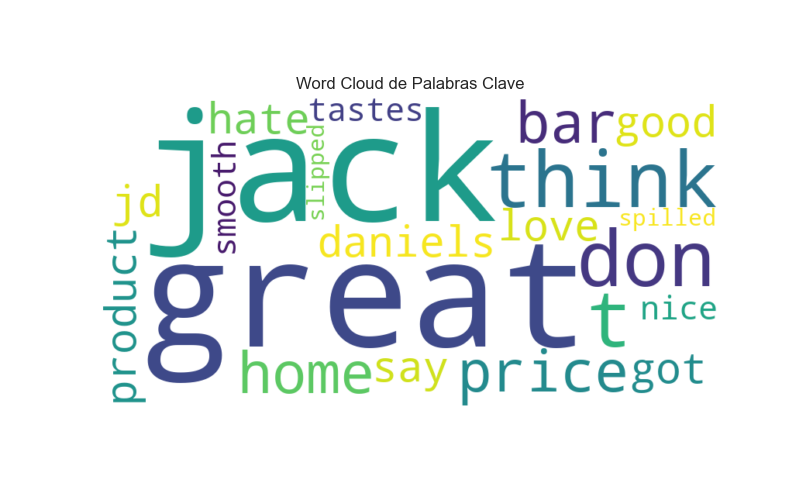 Word Cloud de Palabras Clave
jack
great
hate
tastes
bar
good
think
slipped
smooth
jd
daniels
love
spilled
don
t
nice
product
home
say
price
got